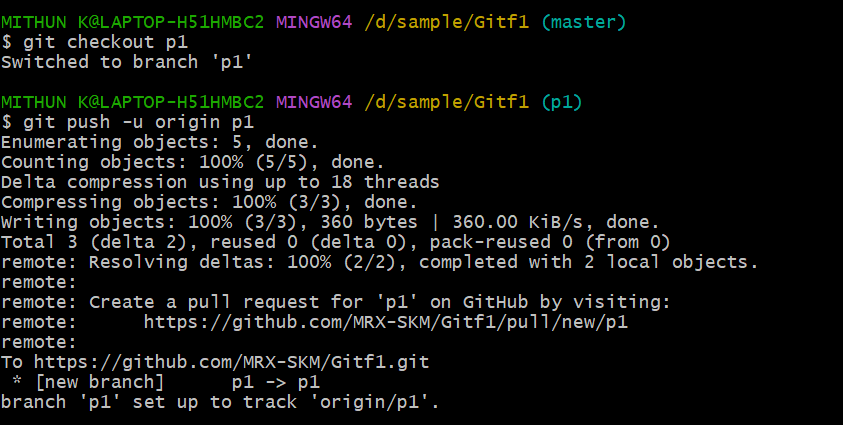 MITHUN K@LAPTOP-H51HMBC2 MINGW64 /d/sample/Gitf1 (master)
$ git checkout p1
Switched to branch 'p1'
MITHUN K@LAPTOP-H51HMBC2 MINGW64 /d/sample/Gitf1 (p1)
$ git push -u origin p1
Enumerating objects: 5, done.
Counting objects: 100% (5/5), done.
Delta compression using up to 18 threads
Compressing objects: 100% (3/3), done.
Writing objects: 100% (3/3), 360 bytes | 360.00 KiB/s, done.
Total 3 (delta 2), reused 0 (delta 0), pack-reused 0 (from 0)
remote: Resolving deltas: 100% (2/2), completed with 2 local objects.
remote:
remote: Create a pull request for 'p1' on GitHub by visiting:
remote:      https://github.com/MRX-SKM/Gitf1/pull/new/p1
remote:
To https://github.com/MRX-SKM/Gitf1.git
 * [new branch]      p1 -> p1
branch 'p1' set up to track 'origin/p1'.